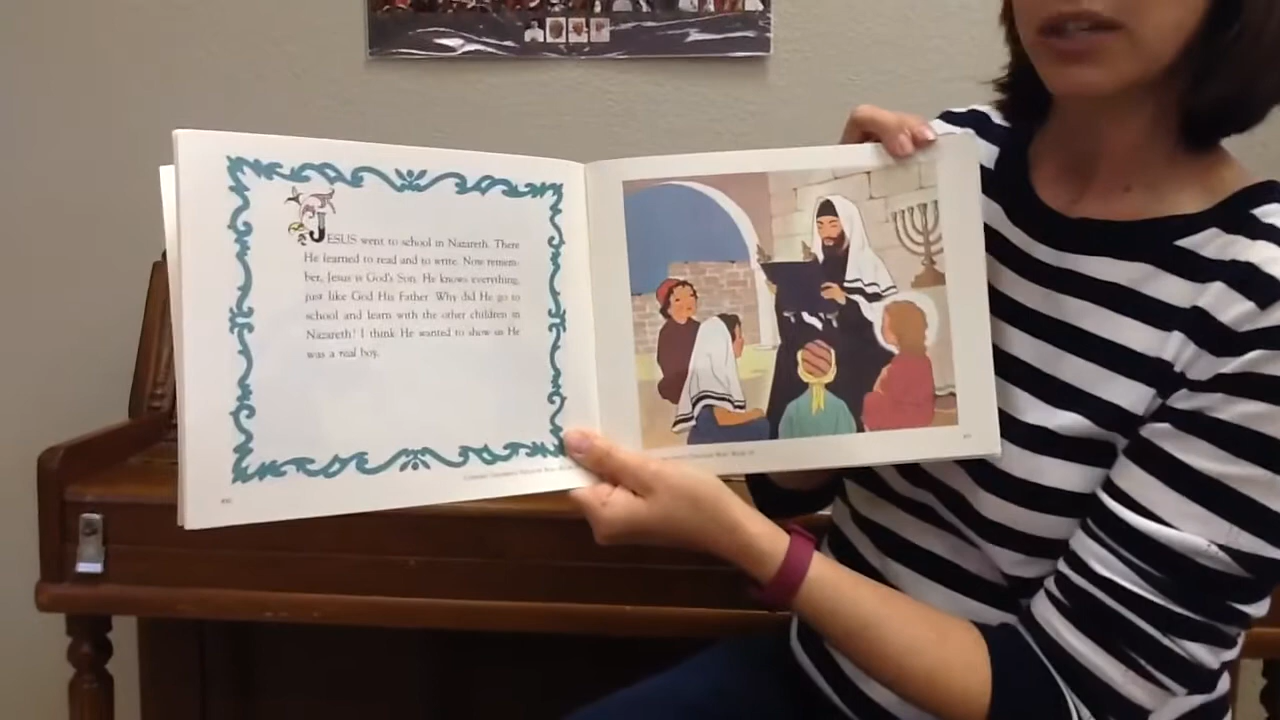 JESUS went to school in Nazareth. There
He learned to read and to write. Now remem-
ber, Jesus is God's Son. He knows everything,
just like God His Father. Why did He go to
school and learn with the other children in
Nazareth? I think He wanted to show us He
was a real boy.